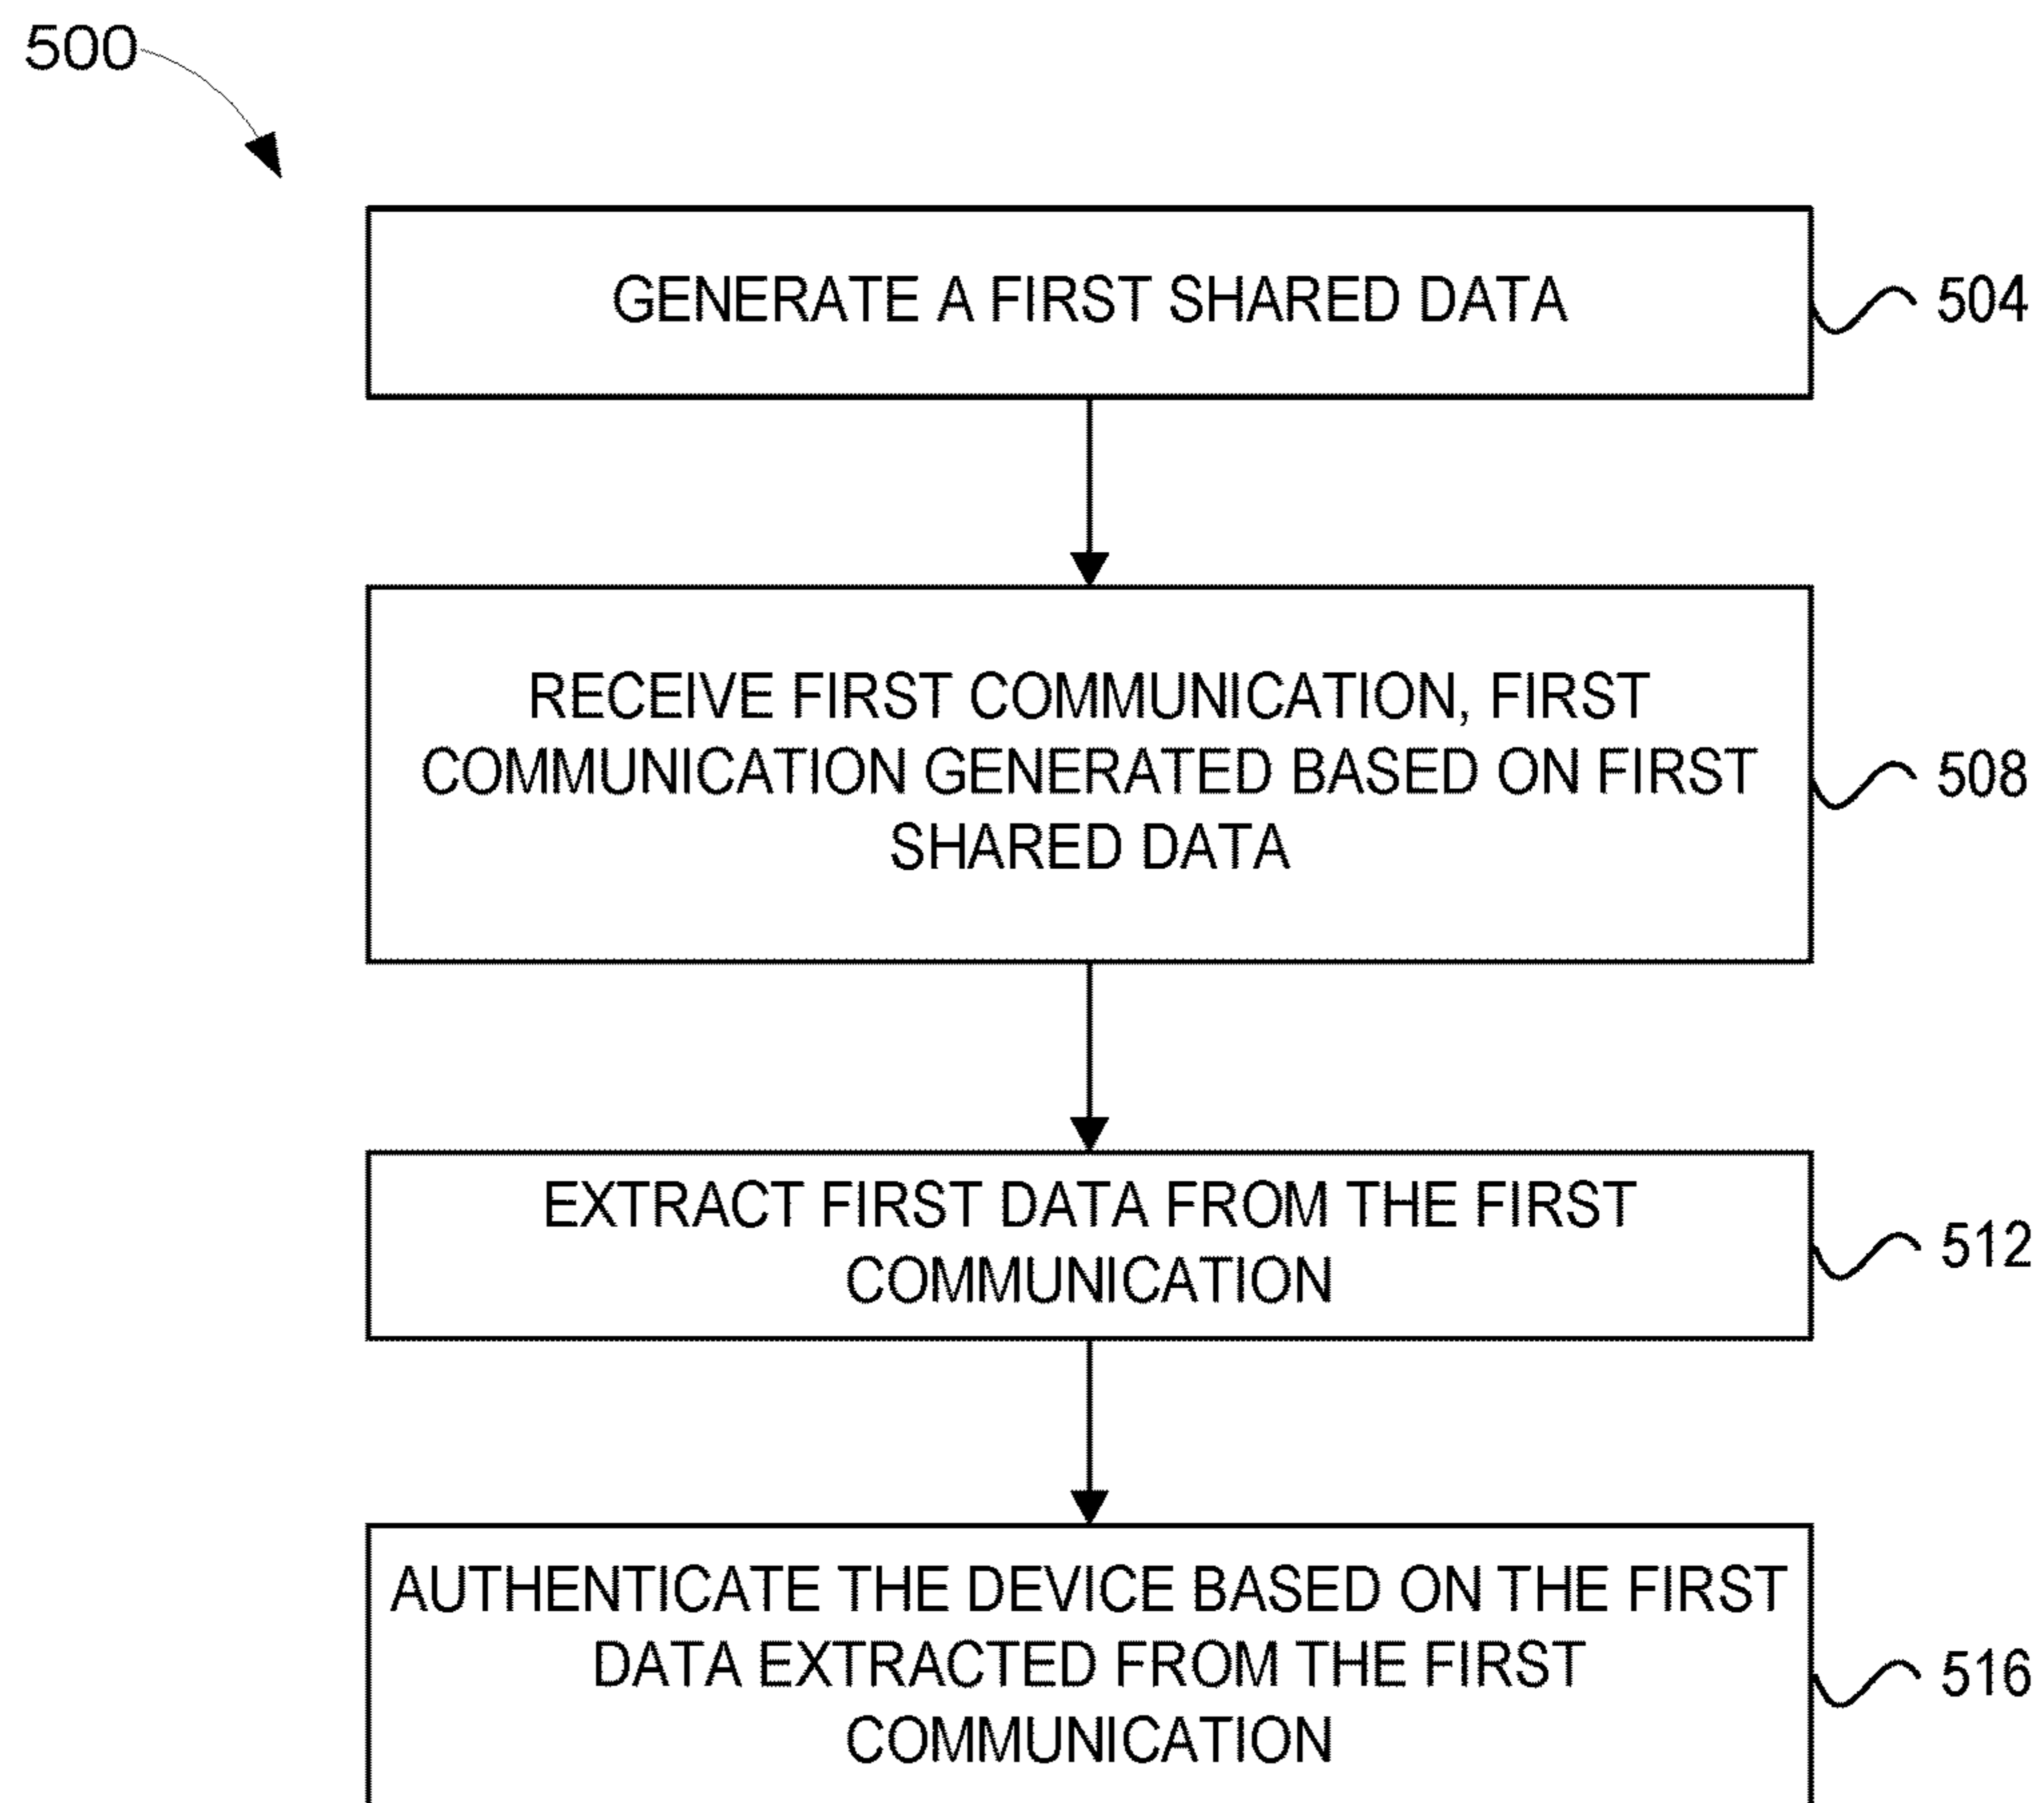 500
GENERATE A FIRST SHARED DATA
504
RECEIVE FIRST COMMUNICATION, FIRST
COMMUNICATION GENERATED BASED ON FIRST
SHARED DATA
508
EXTRACT FIRST DATA FROM THE FIRST
COMMUNICATION
512
AUTHENTICATE THE DEVICE BASED ON THE FIRST
DATA EXTRACTED FROM THE FIRST
COMMUNICATION
516